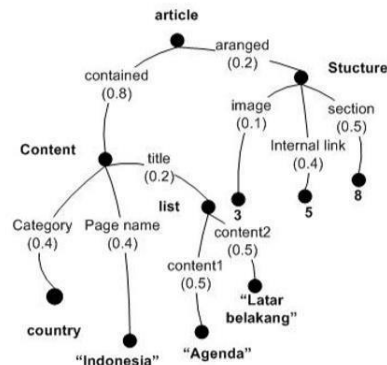 article
contained
(0.8)
aranged
(0.2)
Stucture
image
(0.1)
section
(0.5)
Internal link
(0.4)
Content
title
(0.2)
list
3
5
8
Category
(0.4)
Page name
(0.4)
content2
(0.5)
content1
(0.5)
country
"Indonesia"
"Agenda"
"Latar
belakang"